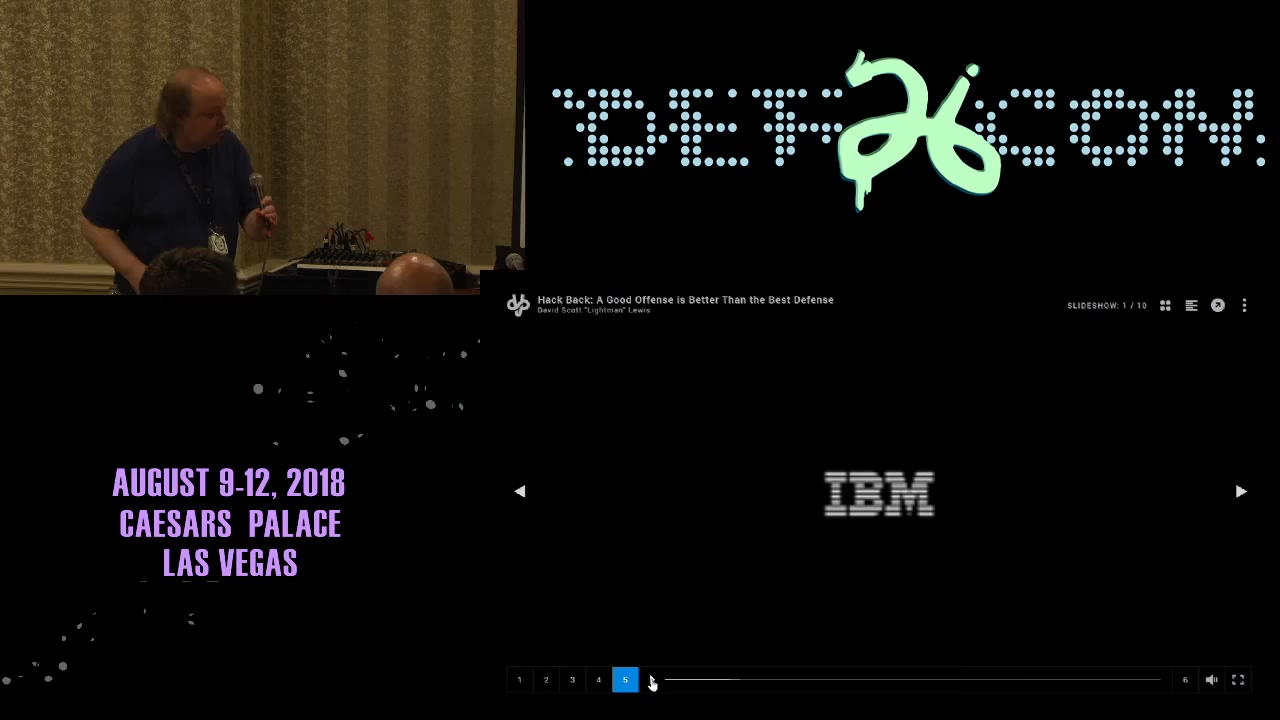 DEF 26 CON.
Hack Back: A Good Offense is Better Than the Best Defense
David Scott "Lightman" Lewis
SLIDESHOW: 1 / 10
IBM
AUGUST 9-12, 2018
CAESARS PALACE
LAS VEGAS
1 2 3 4 5 6